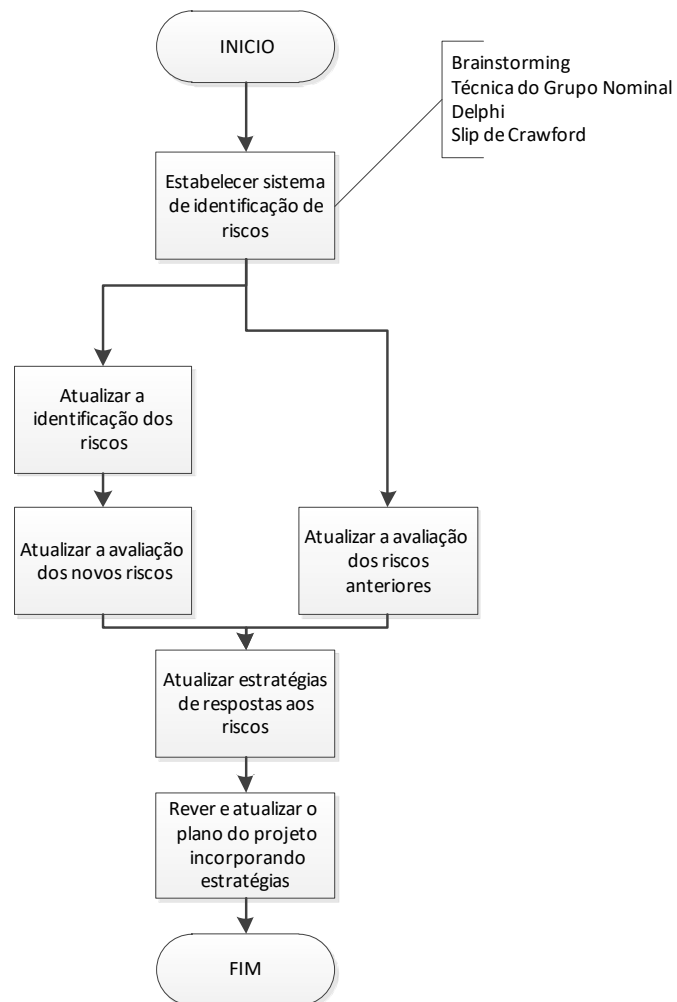 INICIO
Brainstorming
Técnica do Grupo Nominal
Delphi
Slip de Crawford
Estabelecer sistema
de identificação de
riscos
Atualizar a
identificação dos
riscos
Atualizar a avaliação
dos novos riscos
Atualizar a avaliação
dos riscos
anteriores
Atualizar estratégias
de respostas aos
riscos
Rever e atualizar o
plano do projeto
incorporando
estratégias
FIM